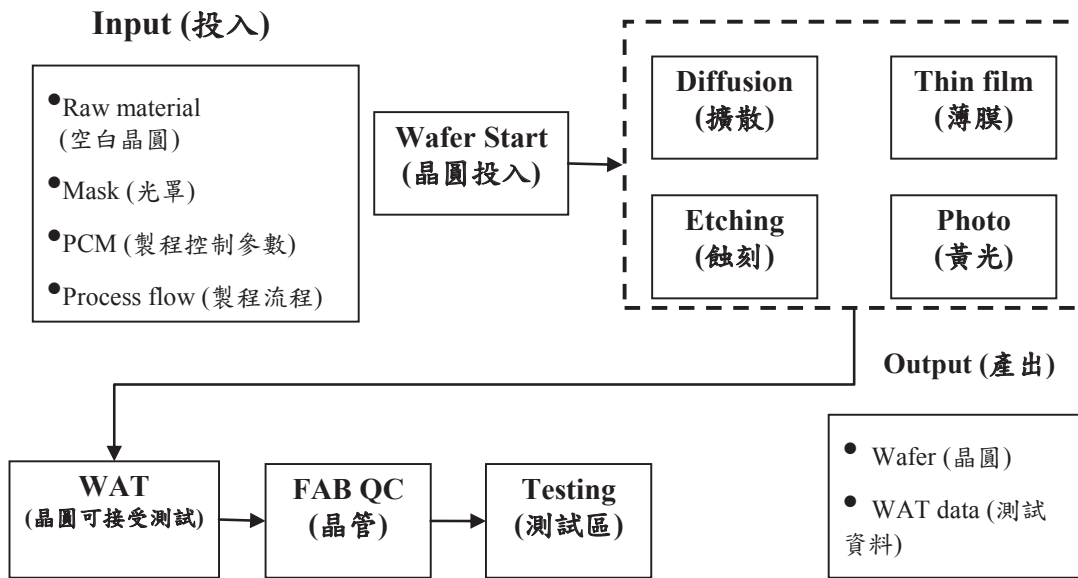 Input (投入)
•Raw material
(空白晶圓)
•Mask (光罩)
•PCM (製程控制參數)
•Process flow (製程流程)
Wafer Start
(晶圓投入)
Diffusion
(擴散)
Thin film
(薄膜)
Etching
(蝕刻)
Photo
(黃光)
Output (產出)
WAT
(晶圓可接受測試)
FAB QC
(晶管)
Testing
(測試區)
• Wafer (晶圓)
• WAT data (測試
資料)